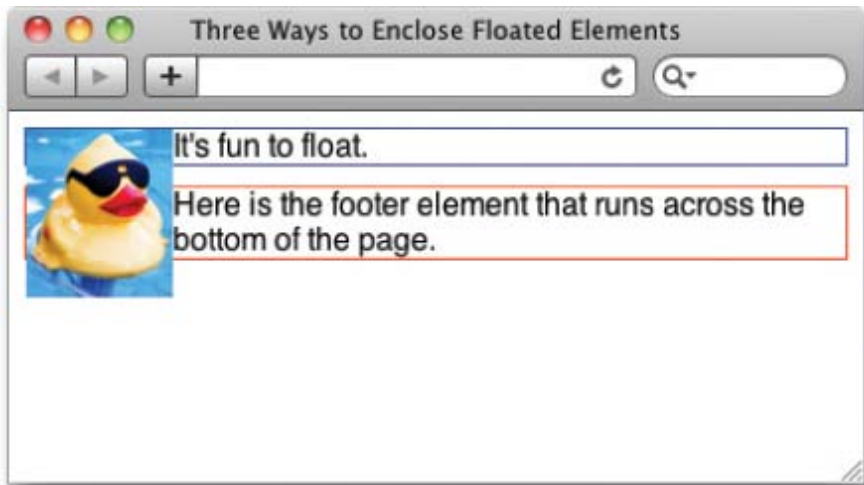 Three Ways to Enclose Floated Elements
It's fun to float.
Here is the footer element that runs across the
bottom of the page.